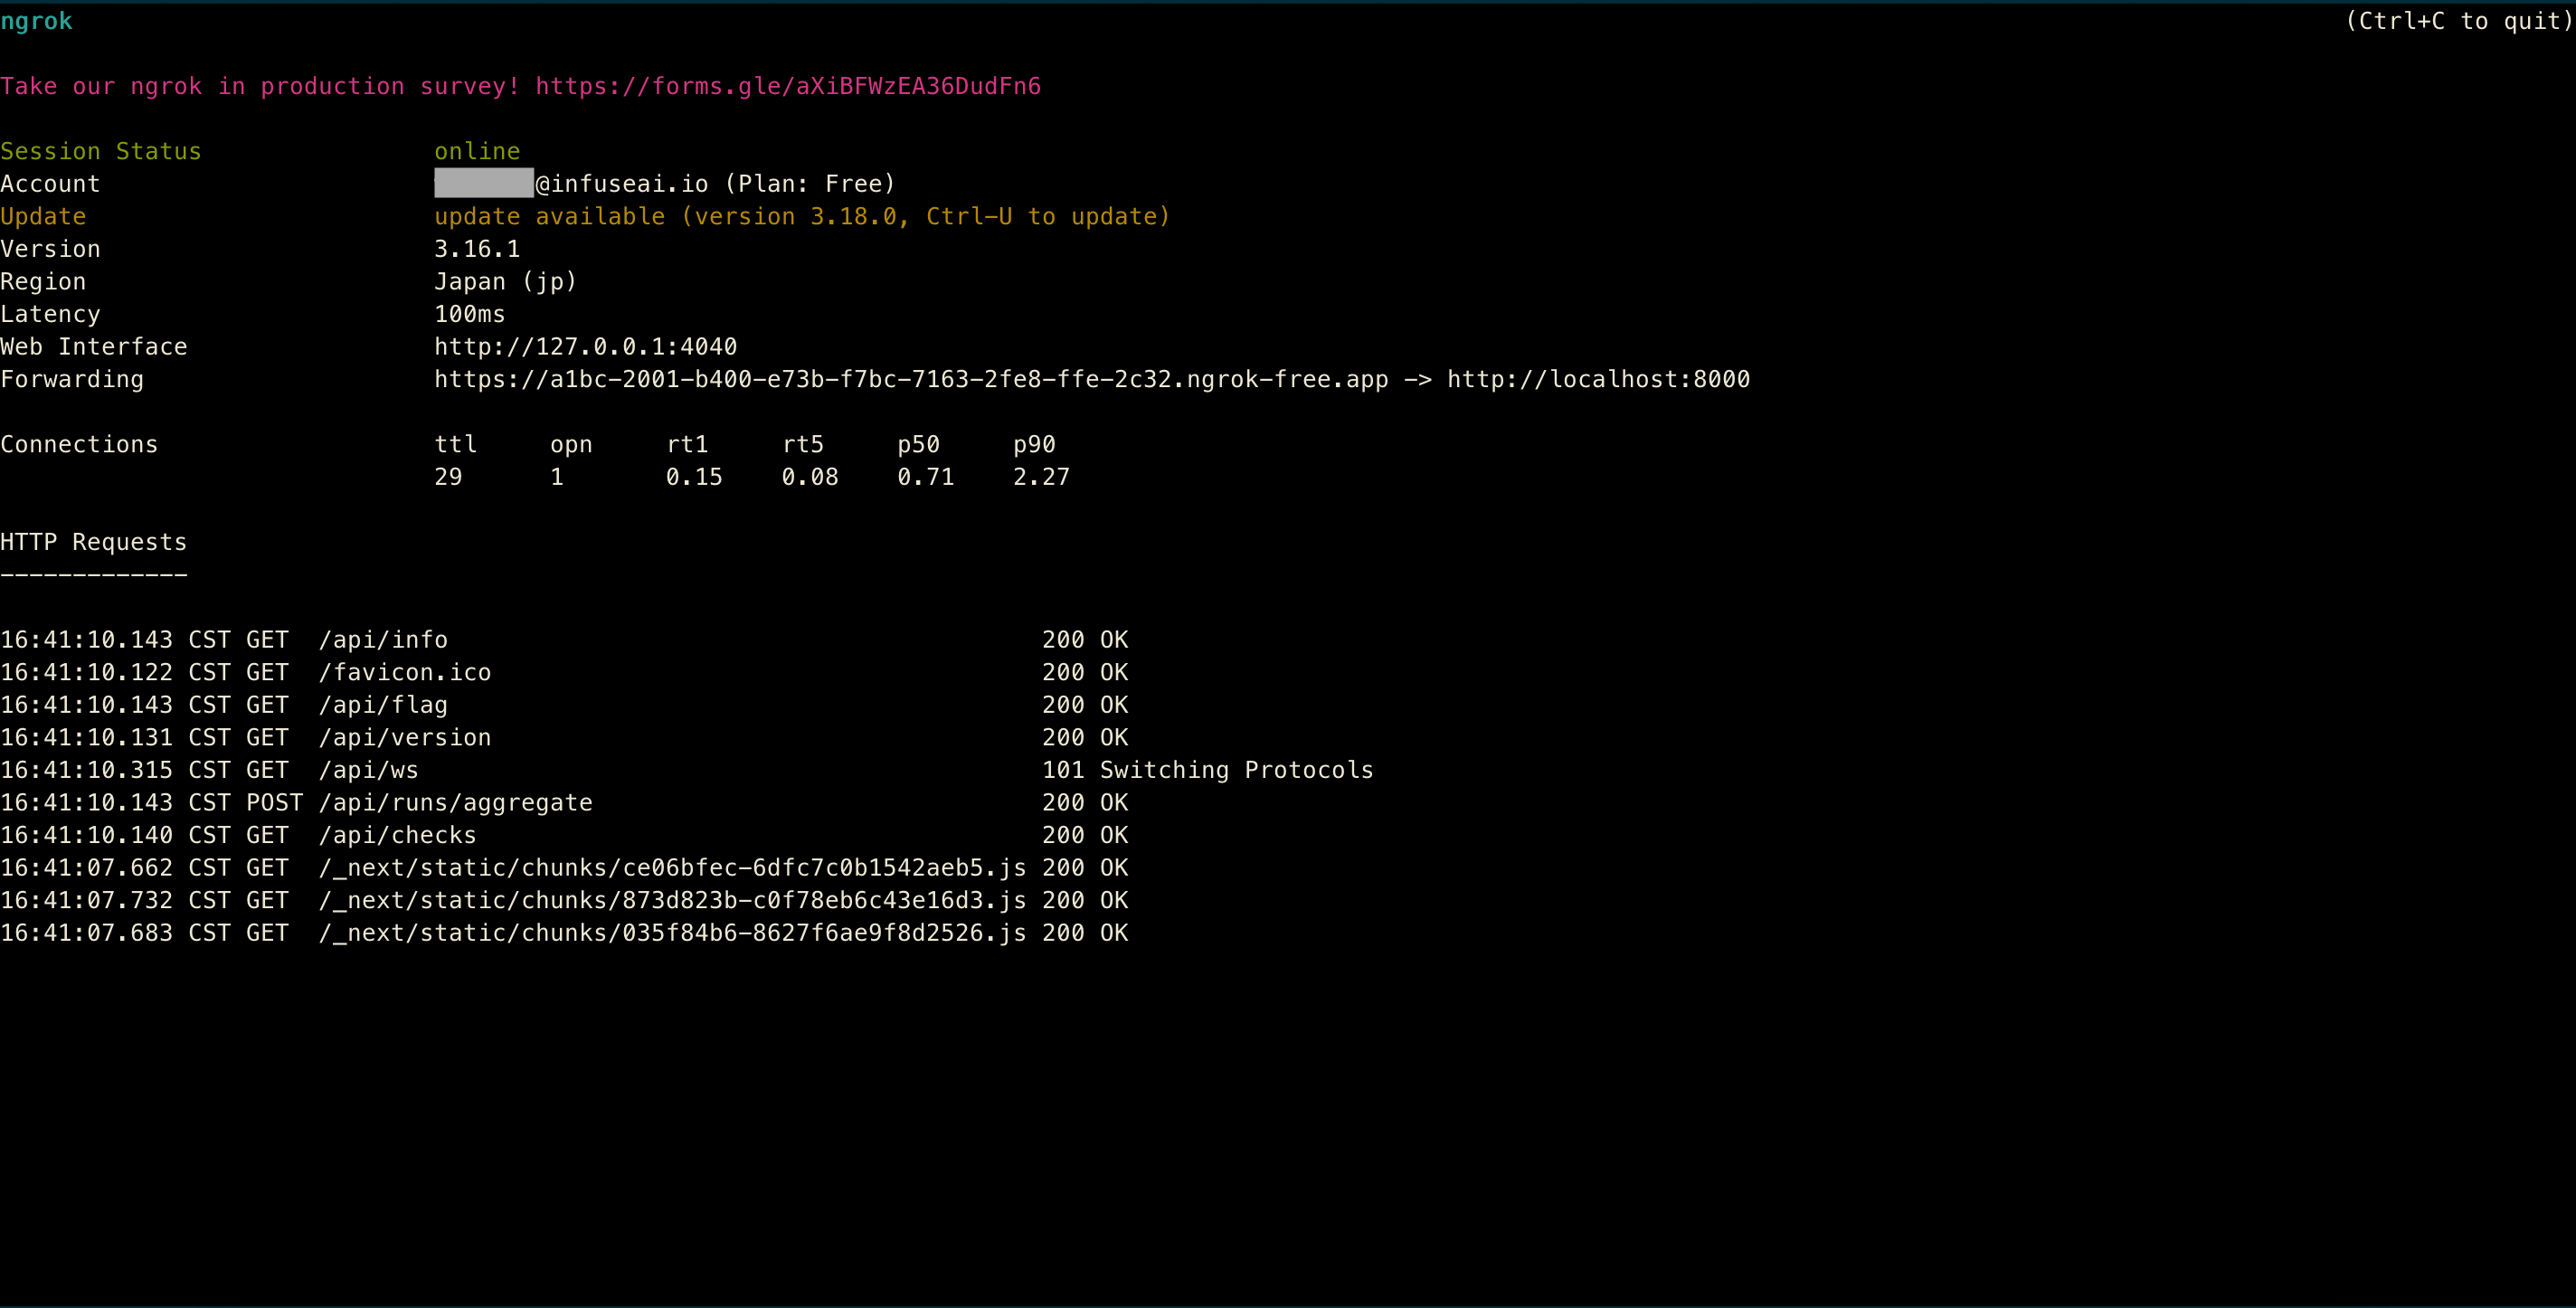 ngrok (Ctrl+C to quit)
Take our ngrok in production survey! https://forms.gle/aXiBFWzEA36DudFn6
Session Status online
Account @infuseai.io (Plan: Free)
Update update available (version 3.18.0, Ctrl-U to update)
Version 3.16.1
Region Japan (jp)
Latency 100ms
Web Interface http://127.0.0.1:4040
Forwarding https://a1bc-2001-b400-e73b-f7bc-7163-2fe8-ffe-2c32.ngrok-free.app -> http://localhost:8000
Connections ttl opn rt1 rt5 p50 p90
29 1 0.15 0.08 0.71 2.27
HTTP Requests
-------------
16:41:10.143 CST GET /api/info 200 OK
16:41:10.122 CST GET /favicon.ico 200 OK
16:41:10.143 CST GET /api/flag 200 OK
16:41:10.131 CST GET /api/version 200 OK
16:41:10.315 CST GET /api/ws 101 Switching Protocols
16:41:10.143 CST POST /api/runs/aggregate 200 OK
16:41:10.140 CST GET /api/checks 200 OK
16:41:07.662 CST GET /_next/static/chunks/ce06bfec-6dfc7c0b1542aeb5.js 200 OK
16:41:07.732 CST GET /_next/static/chunks/873d823b-c0f78eb6c43e16d3.js 200 OK
16:41:07.683 CST GET /_next/static/chunks/035f84b6-8627f6ae9f8d2526.js 200 OK